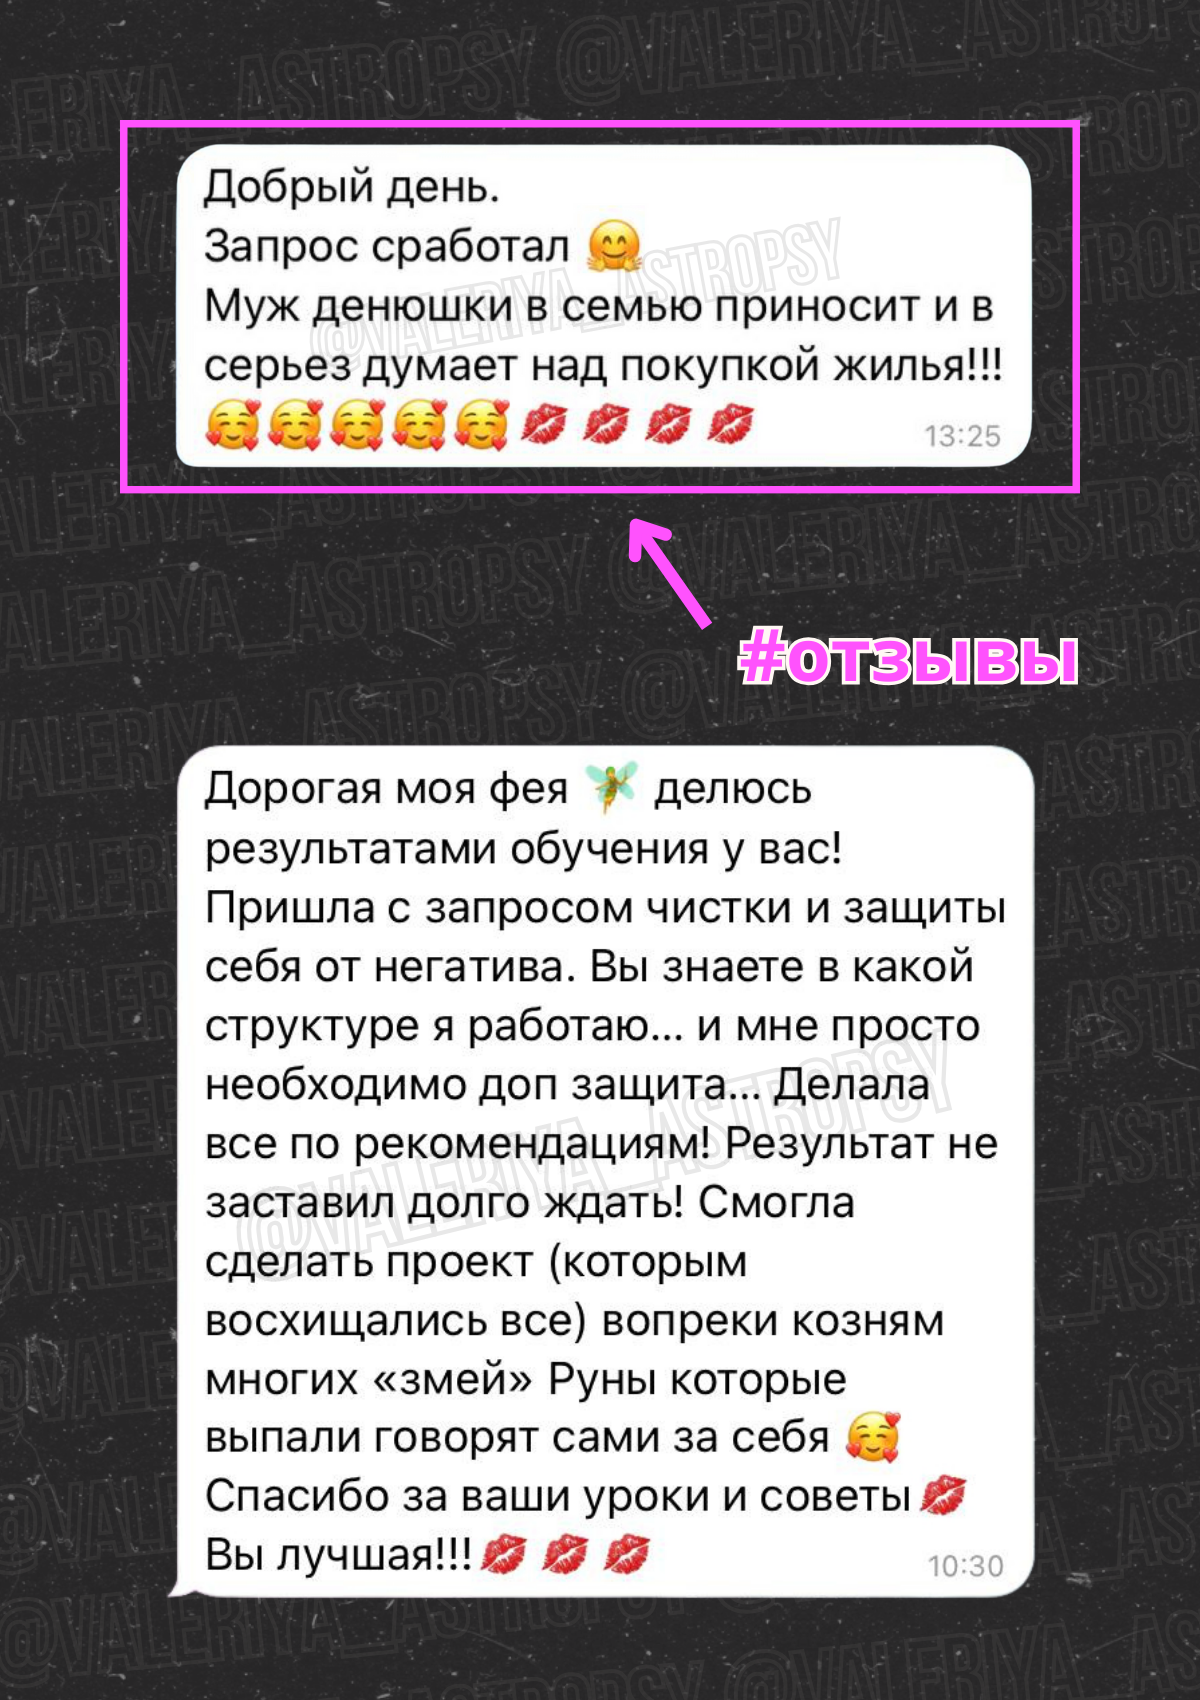 Добрый день.
Запрос сработал 🤗
Муж денюшки в семью приносит и в
серьез думает над покупкой жилья!!!
🥰🥰🥰🥰🥰💋💋💋💋
13:25
@VALERIYA_ASTROPSY
#отзывы
Дорогая моя фея 🧚 делюсь
результатами обучения у вас!
Пришла с запросом чистки и защиты
себя от негатива. Вы знаете в какой
структуре я работаю... и мне просто
необходимо доп защита... Делала
все по рекомендациям! Результат не
заставил долго ждать! Смогла
сделать проект (которым
восхищались все) вопреки козням
многих «змей» Руны которые
выпали говорят сами за себя 🥰
Спасибо за ваши уроки и советы💋
Вы лучшая!!!💋💋💋
10:30
@VALERIYA_ASTROPSY